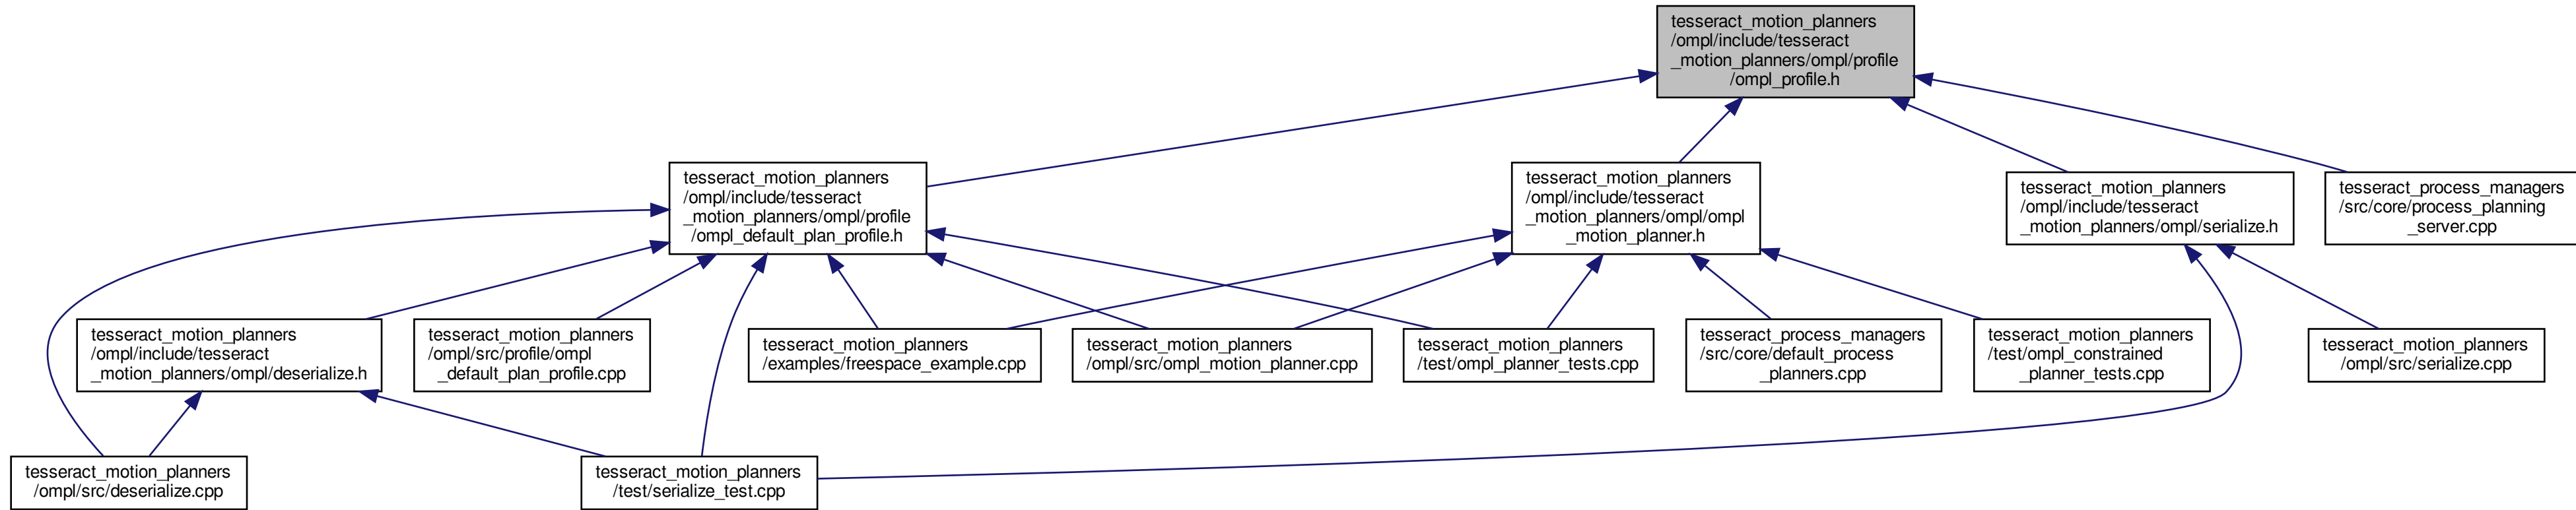 tesseract_motion_planners
/ompl/include/tesseract
_motion_planners/ompl/profile
/ompl_profile.h
tesseract_motion_planners
/ompl/include/tesseract
_motion_planners/ompl/profile
/ompl_default_plan_profile.h
tesseract_motion_planners
/ompl/include/tesseract
_motion_planners/ompl/ompl
_motion_planner.h
tesseract_motion_planners
/ompl/include/tesseract
_motion_planners/ompl/serialize.h
tesseract_process_managers
/src/core/process_planning
_server.cpp
tesseract_motion_planners
/ompl/include/tesseract
_motion_planners/ompl/deserialize.h
tesseract_motion_planners
/ompl/src/profile/ompl
_default_plan_profile.cpp
tesseract_motion_planners
/examples/freespace_example.cpp
tesseract_motion_planners
/ompl/src/ompl_motion_planner.cpp
tesseract_motion_planners
/test/ompl_planner_tests.cpp
tesseract_process_managers
/src/core/default_process
_planners.cpp
tesseract_motion_planners
/test/ompl_constrained
_planner_tests.cpp
tesseract_motion_planners
/ompl/src/serialize.cpp
tesseract_motion_planners
/ompl/src/deserialize.cpp
tesseract_motion_planners
/test/serialize_test.cpp